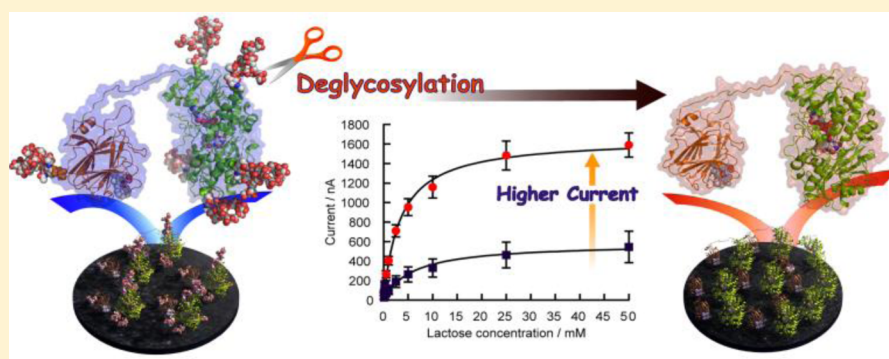 Deglycosylation
1800
1600
1400
1200
1000
800
600
400
200
0
Current / nA
Higher Current
0 5 10 15 20 25 30 35 40 45 50
Lactose concentration / mM